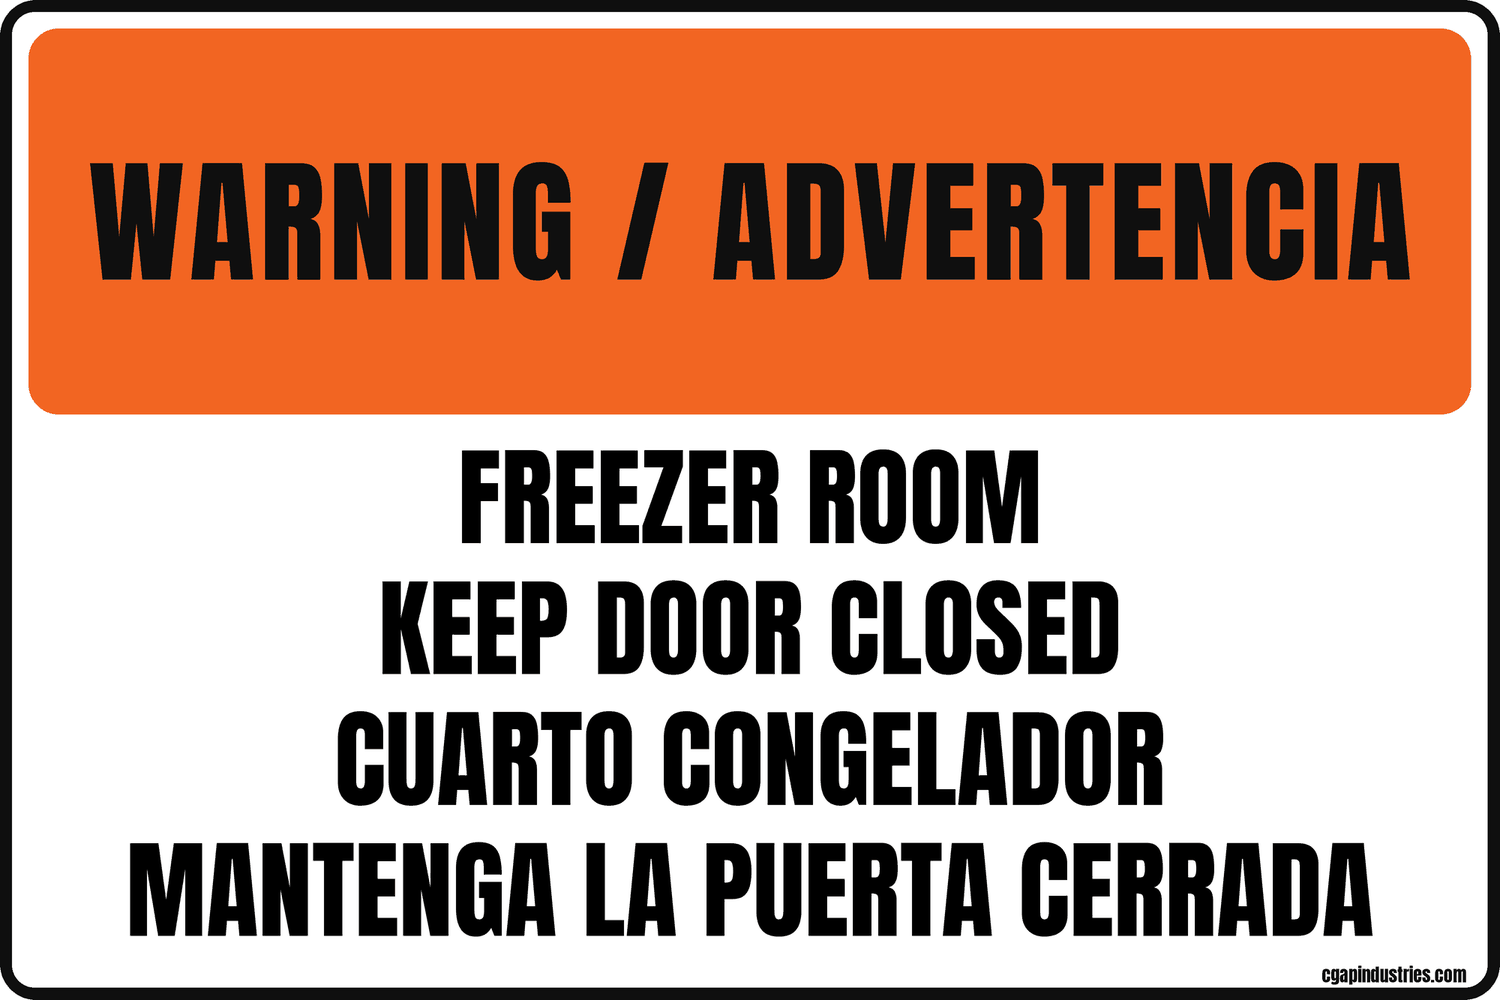 WARNING / ADVERTENCIA
FREEZER ROOM
KEEP DOOR CLOSED
CUARTO CONGELADOR
MANTENGA LA PUERTA CERRADA
cgapindustries.com